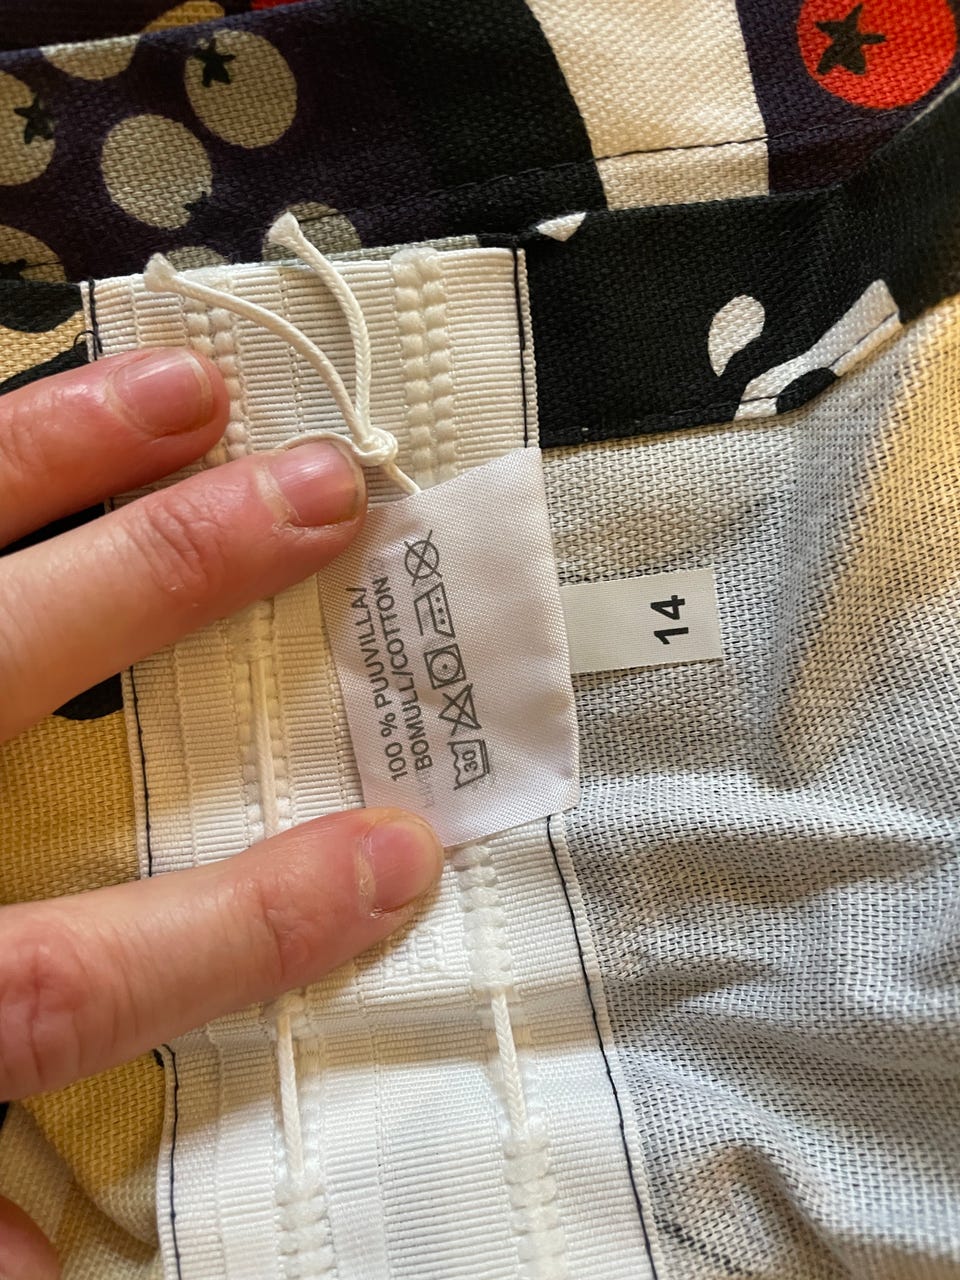 100 % PUUVILLA/
BOMULL/COTTON
30
14